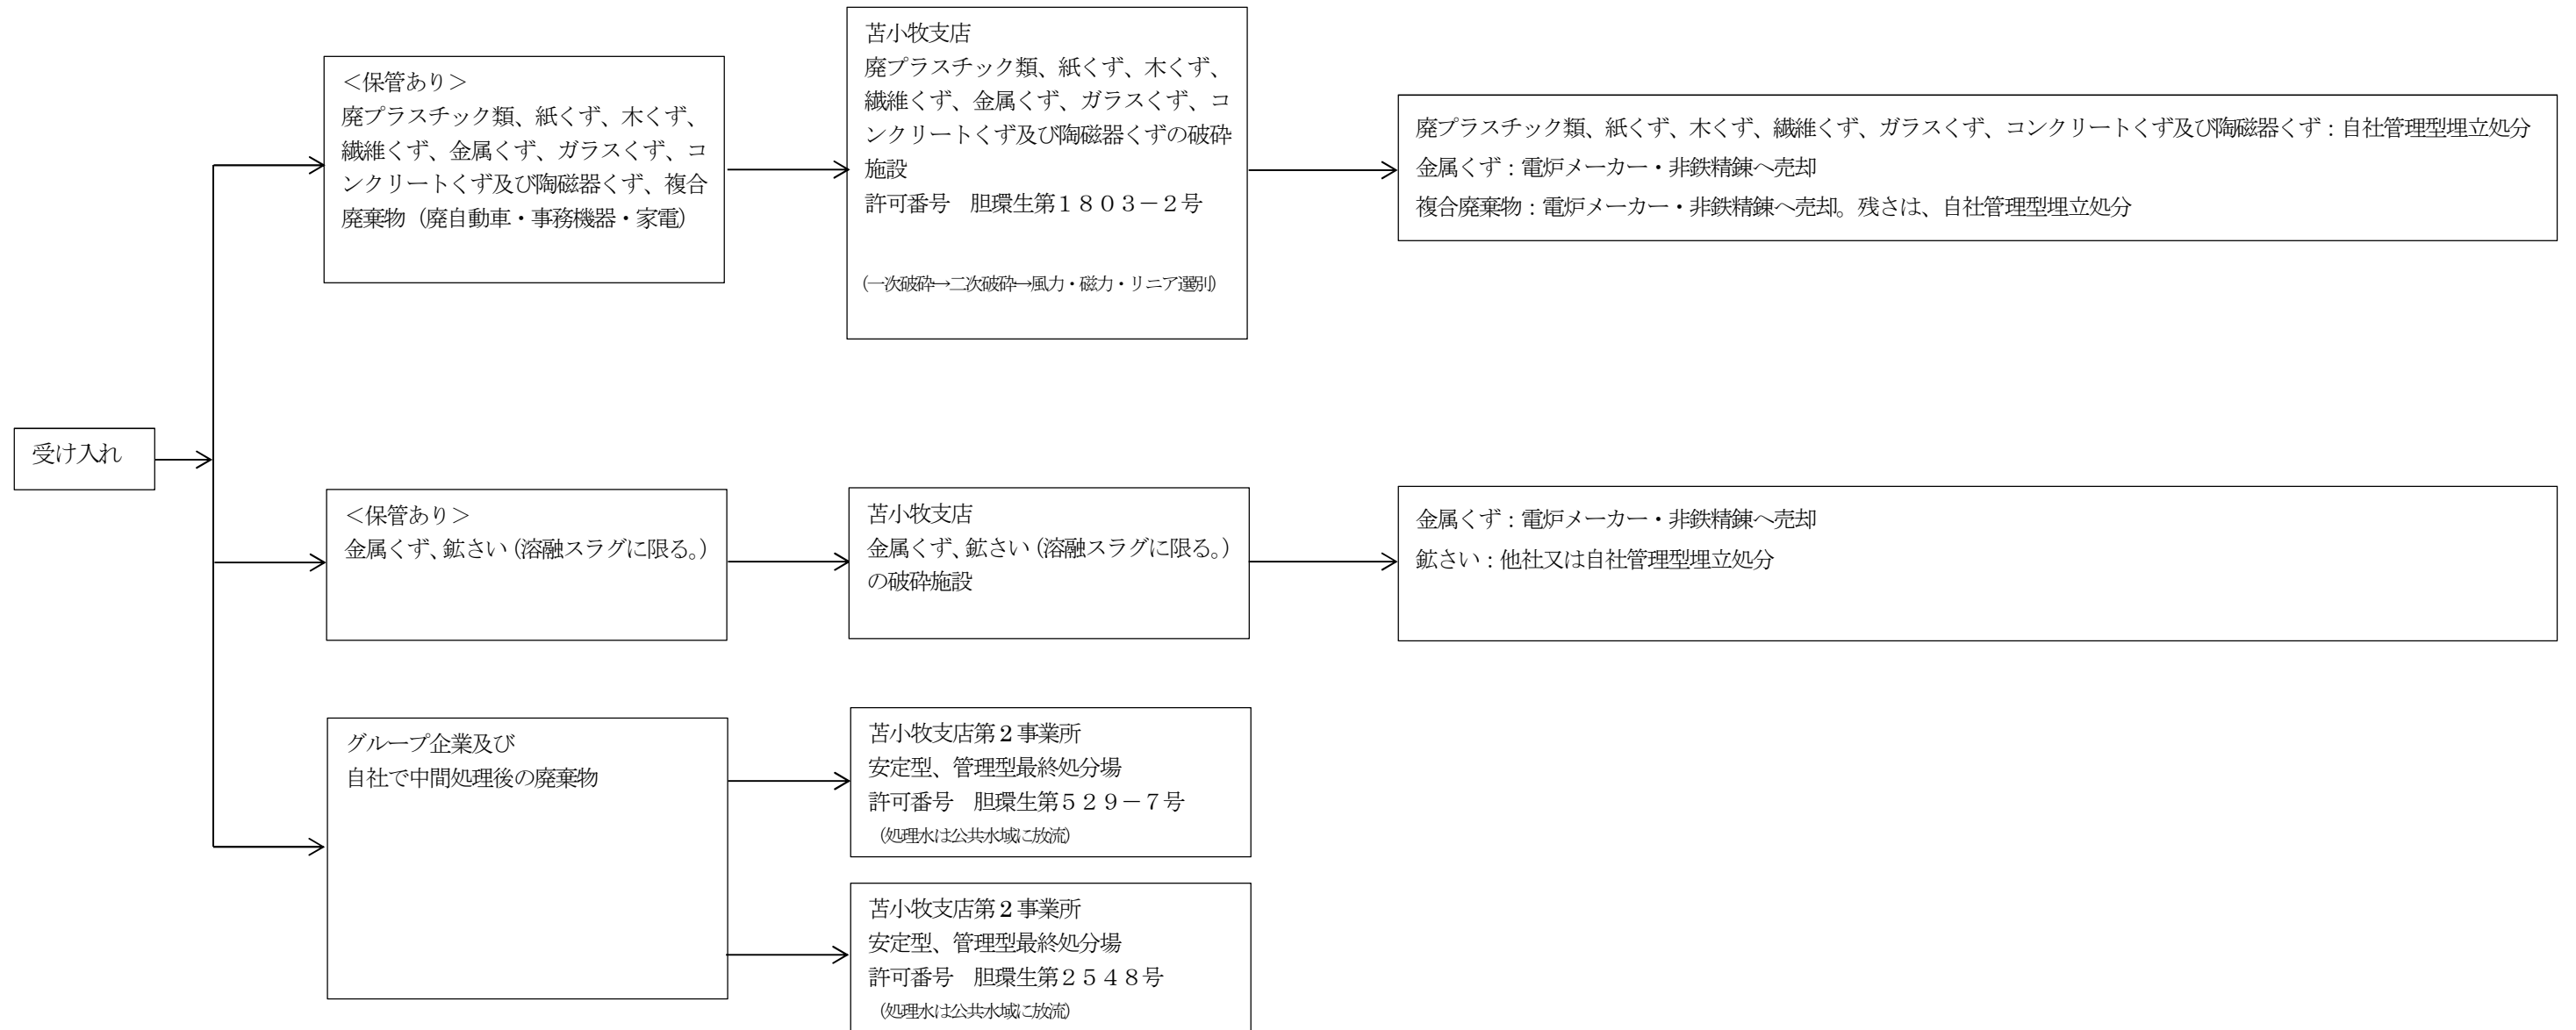 受け入れ
＜保管あり＞
廃プラスチック類、紙くず、木くず、
繊維くず、金属くず、ガラスくず、コ
ンクリートくず及び陶磁器くず、複合
廃棄物（廃自動車・事務機器・家電）
苫小牧支店
廃プラスチック類、紙くず、木くず、
繊維くず、金属くず、ガラスくず、コ
ンクリートくず及び陶磁器くずの破砕
施設
許可番号　胆環生第１８０３－２号
（一次破砕→二次破砕→風力・磁力・リニア選別）
廃プラスチック類、紙くず、木くず、繊維くず、ガラスくず、コンクリートくず及び陶磁器くず：自社管理型埋立処分
金属くず：電炉メーカー・非鉄精錬へ売却
複合廃棄物：電炉メーカー・非鉄精錬へ売却。残さは、自社管理型埋立処分
＜保管あり＞
金属くず、鉱さい（溶融スラグに限る。）
苫小牧支店
金属くず、鉱さい（溶融スラグに限る。）
の破砕施設
金属くず：電炉メーカー・非鉄精錬へ売却
鉱さい：他社又は自社管理型埋立処分
グループ企業及び
自社で中間処理後の廃棄物
苫小牧支店第２事業所
安定型、管理型最終処分場
許可番号　胆環生第５２９－７号
（処理水は公共水域に放流）
苫小牧支店第２事業所
安定型、管理型最終処分場
許可番号　胆環生第２５４８号
（処理水は公共水域に放流）